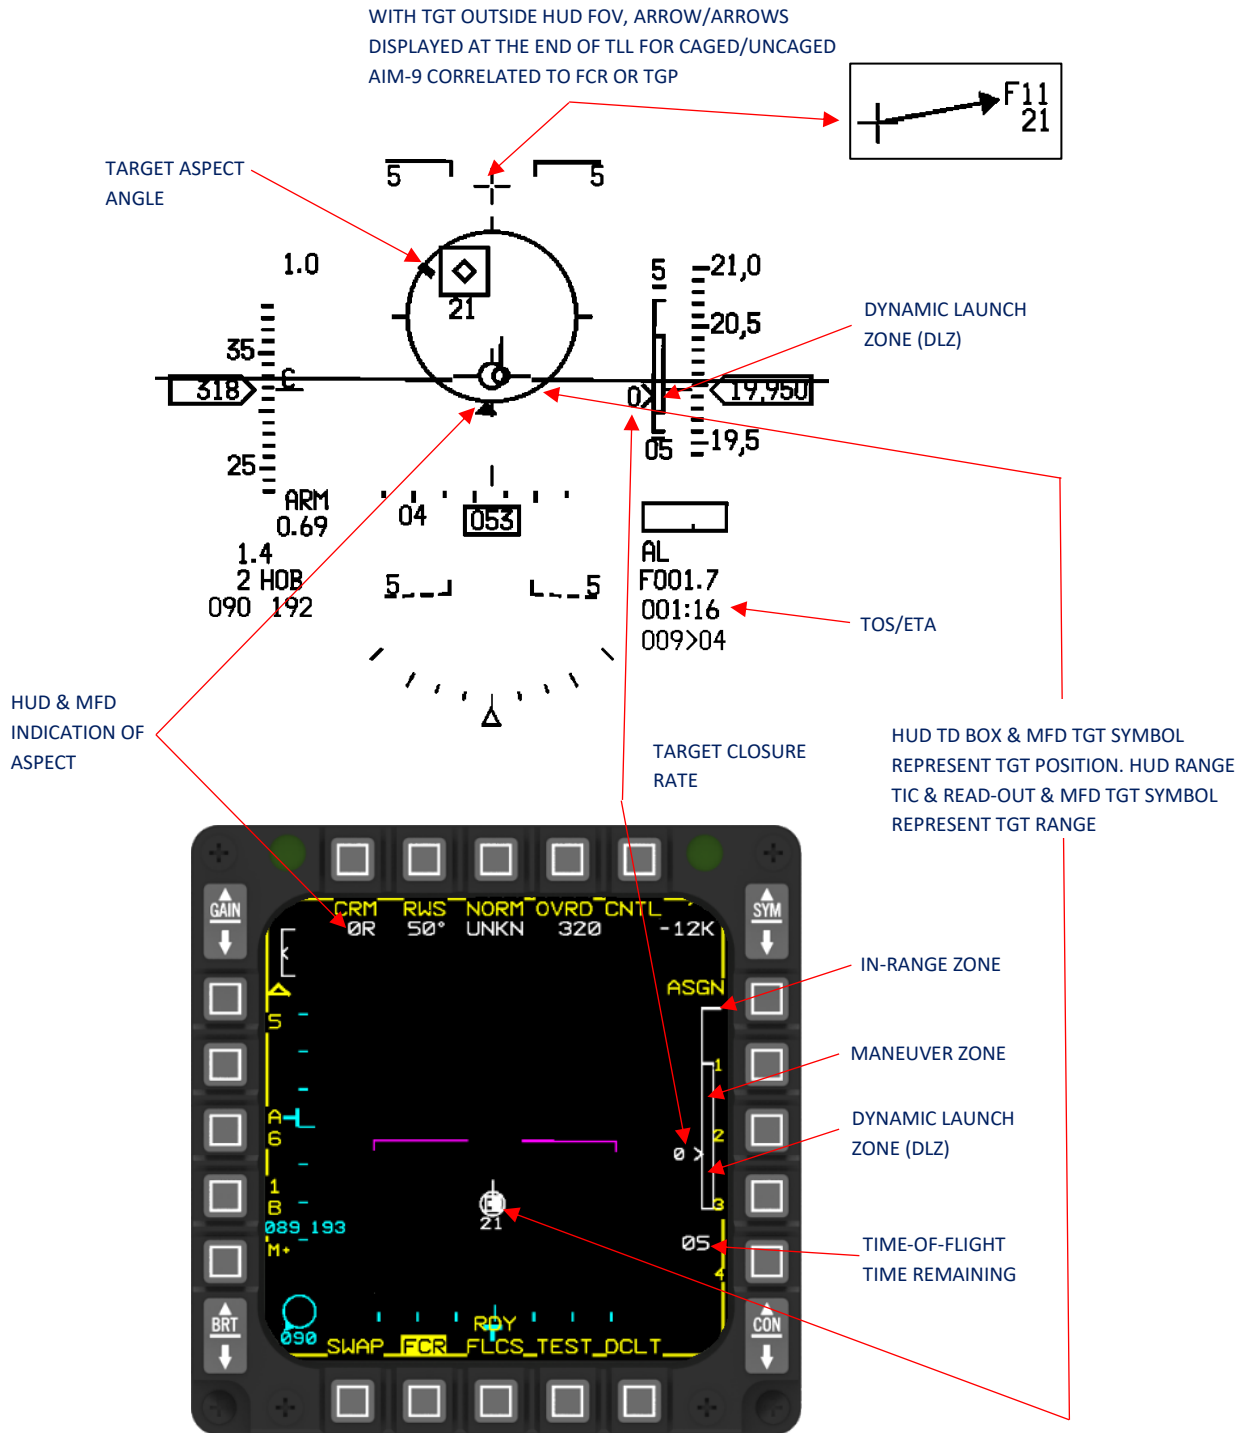 WITH TGT OUTSIDE HUD FOV, ARROW/ARROWS
DISPLAYED AT THE END OF TLL FOR CAGED/UNCAGED
AIM-9 CORRELATED TO FCR OR TGP
F11
21
TARGET ASPECT
ANGLE
5 5
1.0
21
5
21,0
20,5
DYNAMIC LAUNCH
ZONE (DLZ)
35
318
C
0
19,950
25
05
19,5
ARM
0.69
04
053
1.4
2 HOB
090 192
5 5
AL
F001.7
001:16
009>04
TOS/ETA
HUD & MFD
INDICATION OF
ASPECT
TARGET CLOSURE
RATE
HUD TD BOX & MFD TGT SYMBOL
REPRESENT TGT POSITION. HUD RANGE
TIC & READ-OUT & MFD TGT SYMBOL
REPRESENT TGT RANGE
GAIN
SYM
CRM RWS NORM OVRD CNTL
0R 50° UNKN 320 -12K
IN-RANGE ZONE
ASGN
5
MANEUVER ZONE
1
A
6
2
DYNAMIC LAUNCH
ZONE (DLZ)
0 >
1
B
3
21
089 193
M+
05
TIME-OF-FLIGHT
TIME REMAINING
4
BRT
CON
090
RDY
SWAP FCR FLCS TEST DCLT